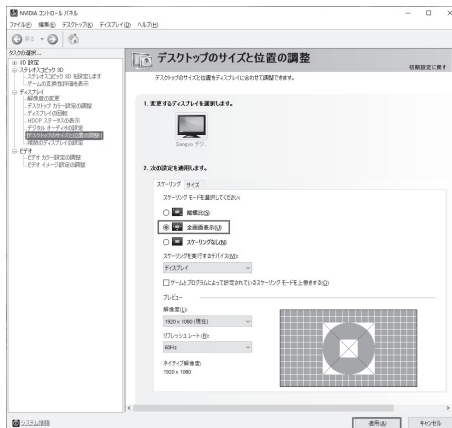 NVIDIA コントロール パネル
ファイル(F) 編集(E) デスクトップ(K) ディスプレイ(D) ヘルプ(H)
戻る
タスクの選択...
3D 設定
ステレオスコピック 3D
ステレオスコピック 3D を設定します
ゲームの互換性評価を表示
ディスプレイ
解像度の変更
デスクトップ カラー設定の調整
ディスプレイの回転
HDCP ステータスの表示
デジタル オーディオの設定
デスクトップのサイズと位置の調整
複数のディスプレイの設定
ビデオ
ビデオ カラー設定の調整
ビデオ イメージ設定の調整
システム情報
デスクトップのサイズと位置の調整
初期設定に戻す
デスクトップのサイズと位置をディスプレイに合わせて調整できます。
1. 変更するディスプレイを選択します。
Sangyo デジ...
2. 次の設定を適用します。
スケーリング サイズ
スケーリング モードを選択してください:
縦横比(S)
全画面表示(U)
スケーリングなし(N)
スケーリングを実行するデバイス(M):
ディスプレイ
ゲームとプログラムによって設定されているスケーリング モードを上書きする(O)
プレビュー
解像度(L):
1920 x 1080 (現在)
リフレッシュ レート(R):
60Hz
ネイティブ解像度:
1920 x 1080
適用(A) キャンセル